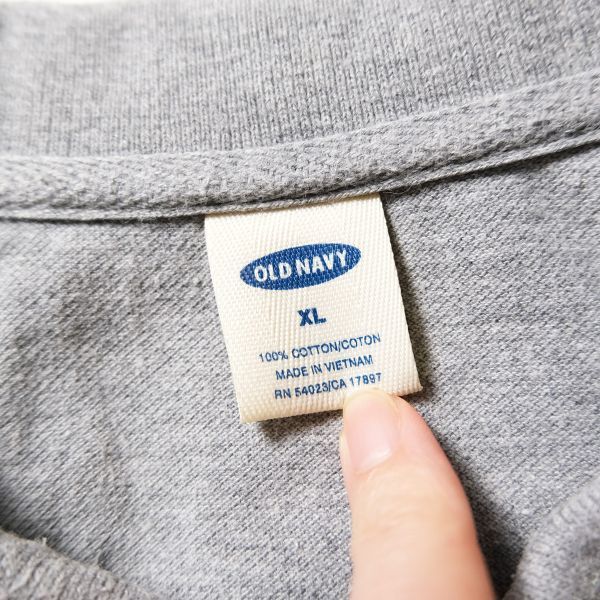 OLD NAVY
XL
100% COTTON/COTON
MADE IN VIETNAM
RN 54023/CA 17897